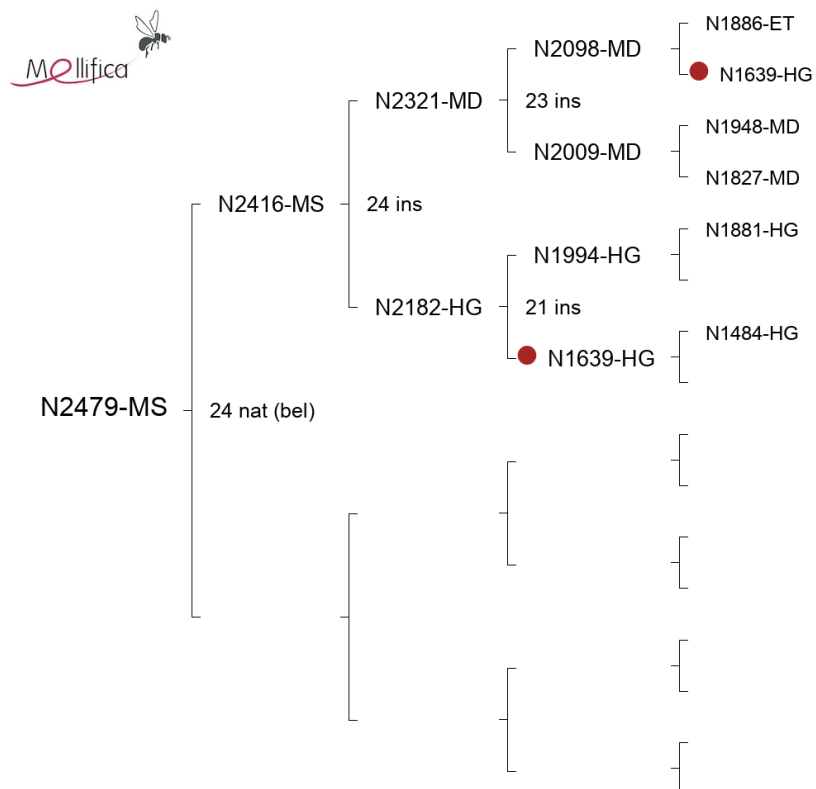 Mellifica
N1886-ET
N2098-MD
N1639-HG
N2321-MD
23 ins
N1948-MD
N2009-MD
N1827-MD
N2416-MS
24 ins
N1881-HG
N1994-HG
N2182-HG
21 ins
N1484-HG
N1639-HG
N2479-MS
24 nat (bel)